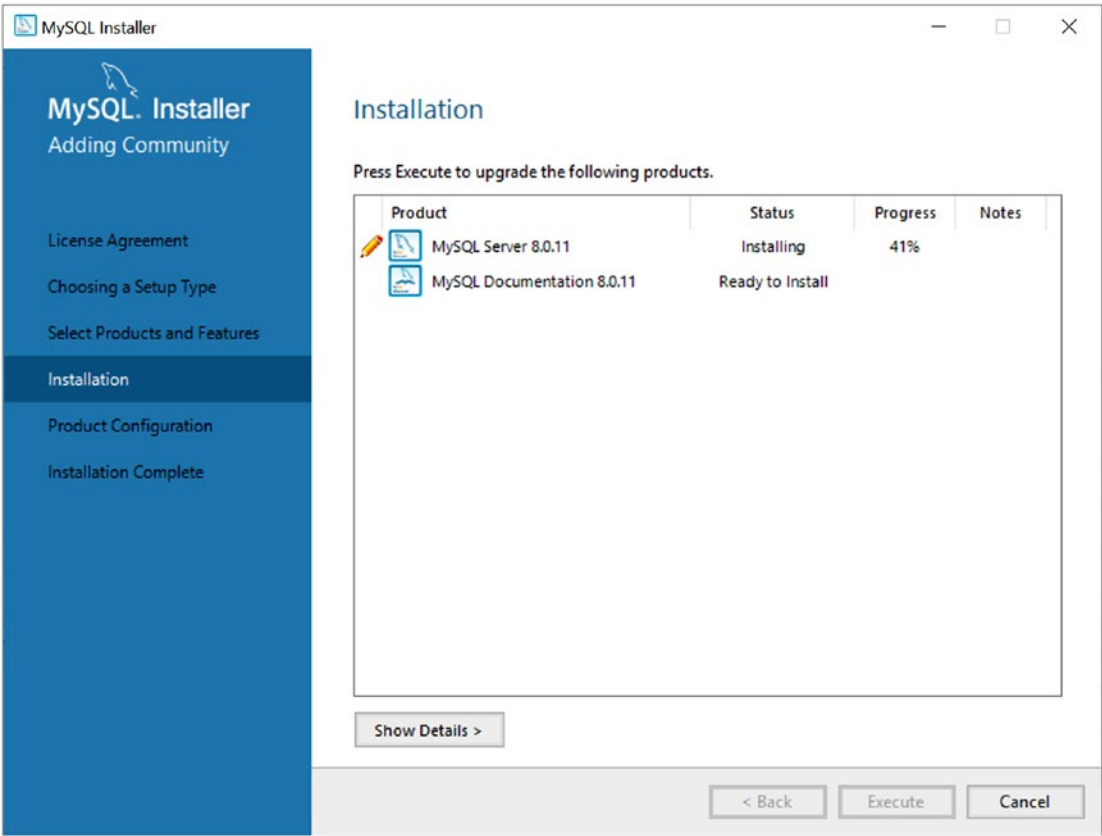 MySQL Installer
MySQL. Installer
Adding Community
License Agreement
Choosing a Setup Type
Select Products and Features
Installation
Product Configuration
Installation Complete
Installation
Press Execute to upgrade the following products.
Product Status Progress Notes
MySQL Server 8.0.11 Installing 41%
MySQL Documentation 8.0.11 Ready to Install
Show Details >
< Back Execute Cancel